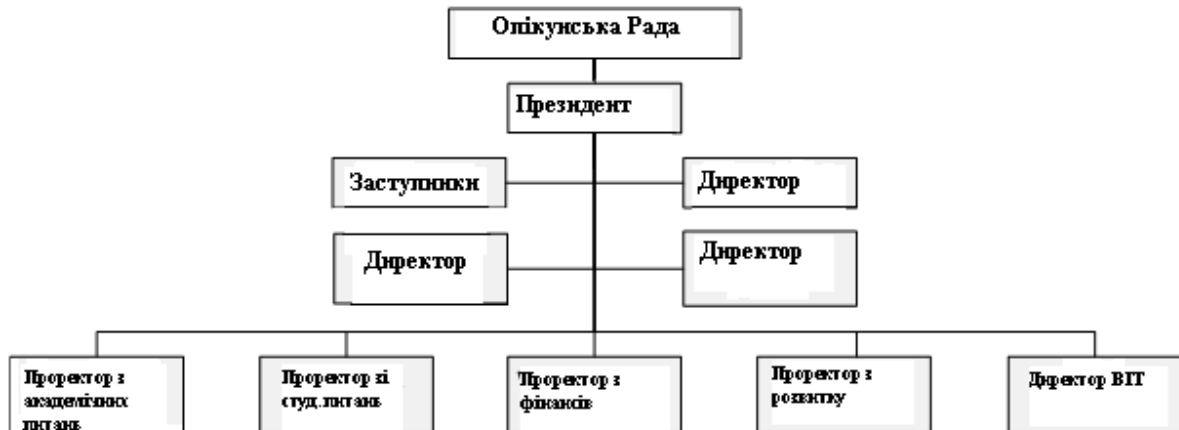 Опікунська Рада
Президент
Заступники
Директор
Директор
Директор
Проректор з
академічних
питань
Проректор зі
студ.питань
Проректор з
фінансів
Проректор з
розвитку
Директор ВІТ